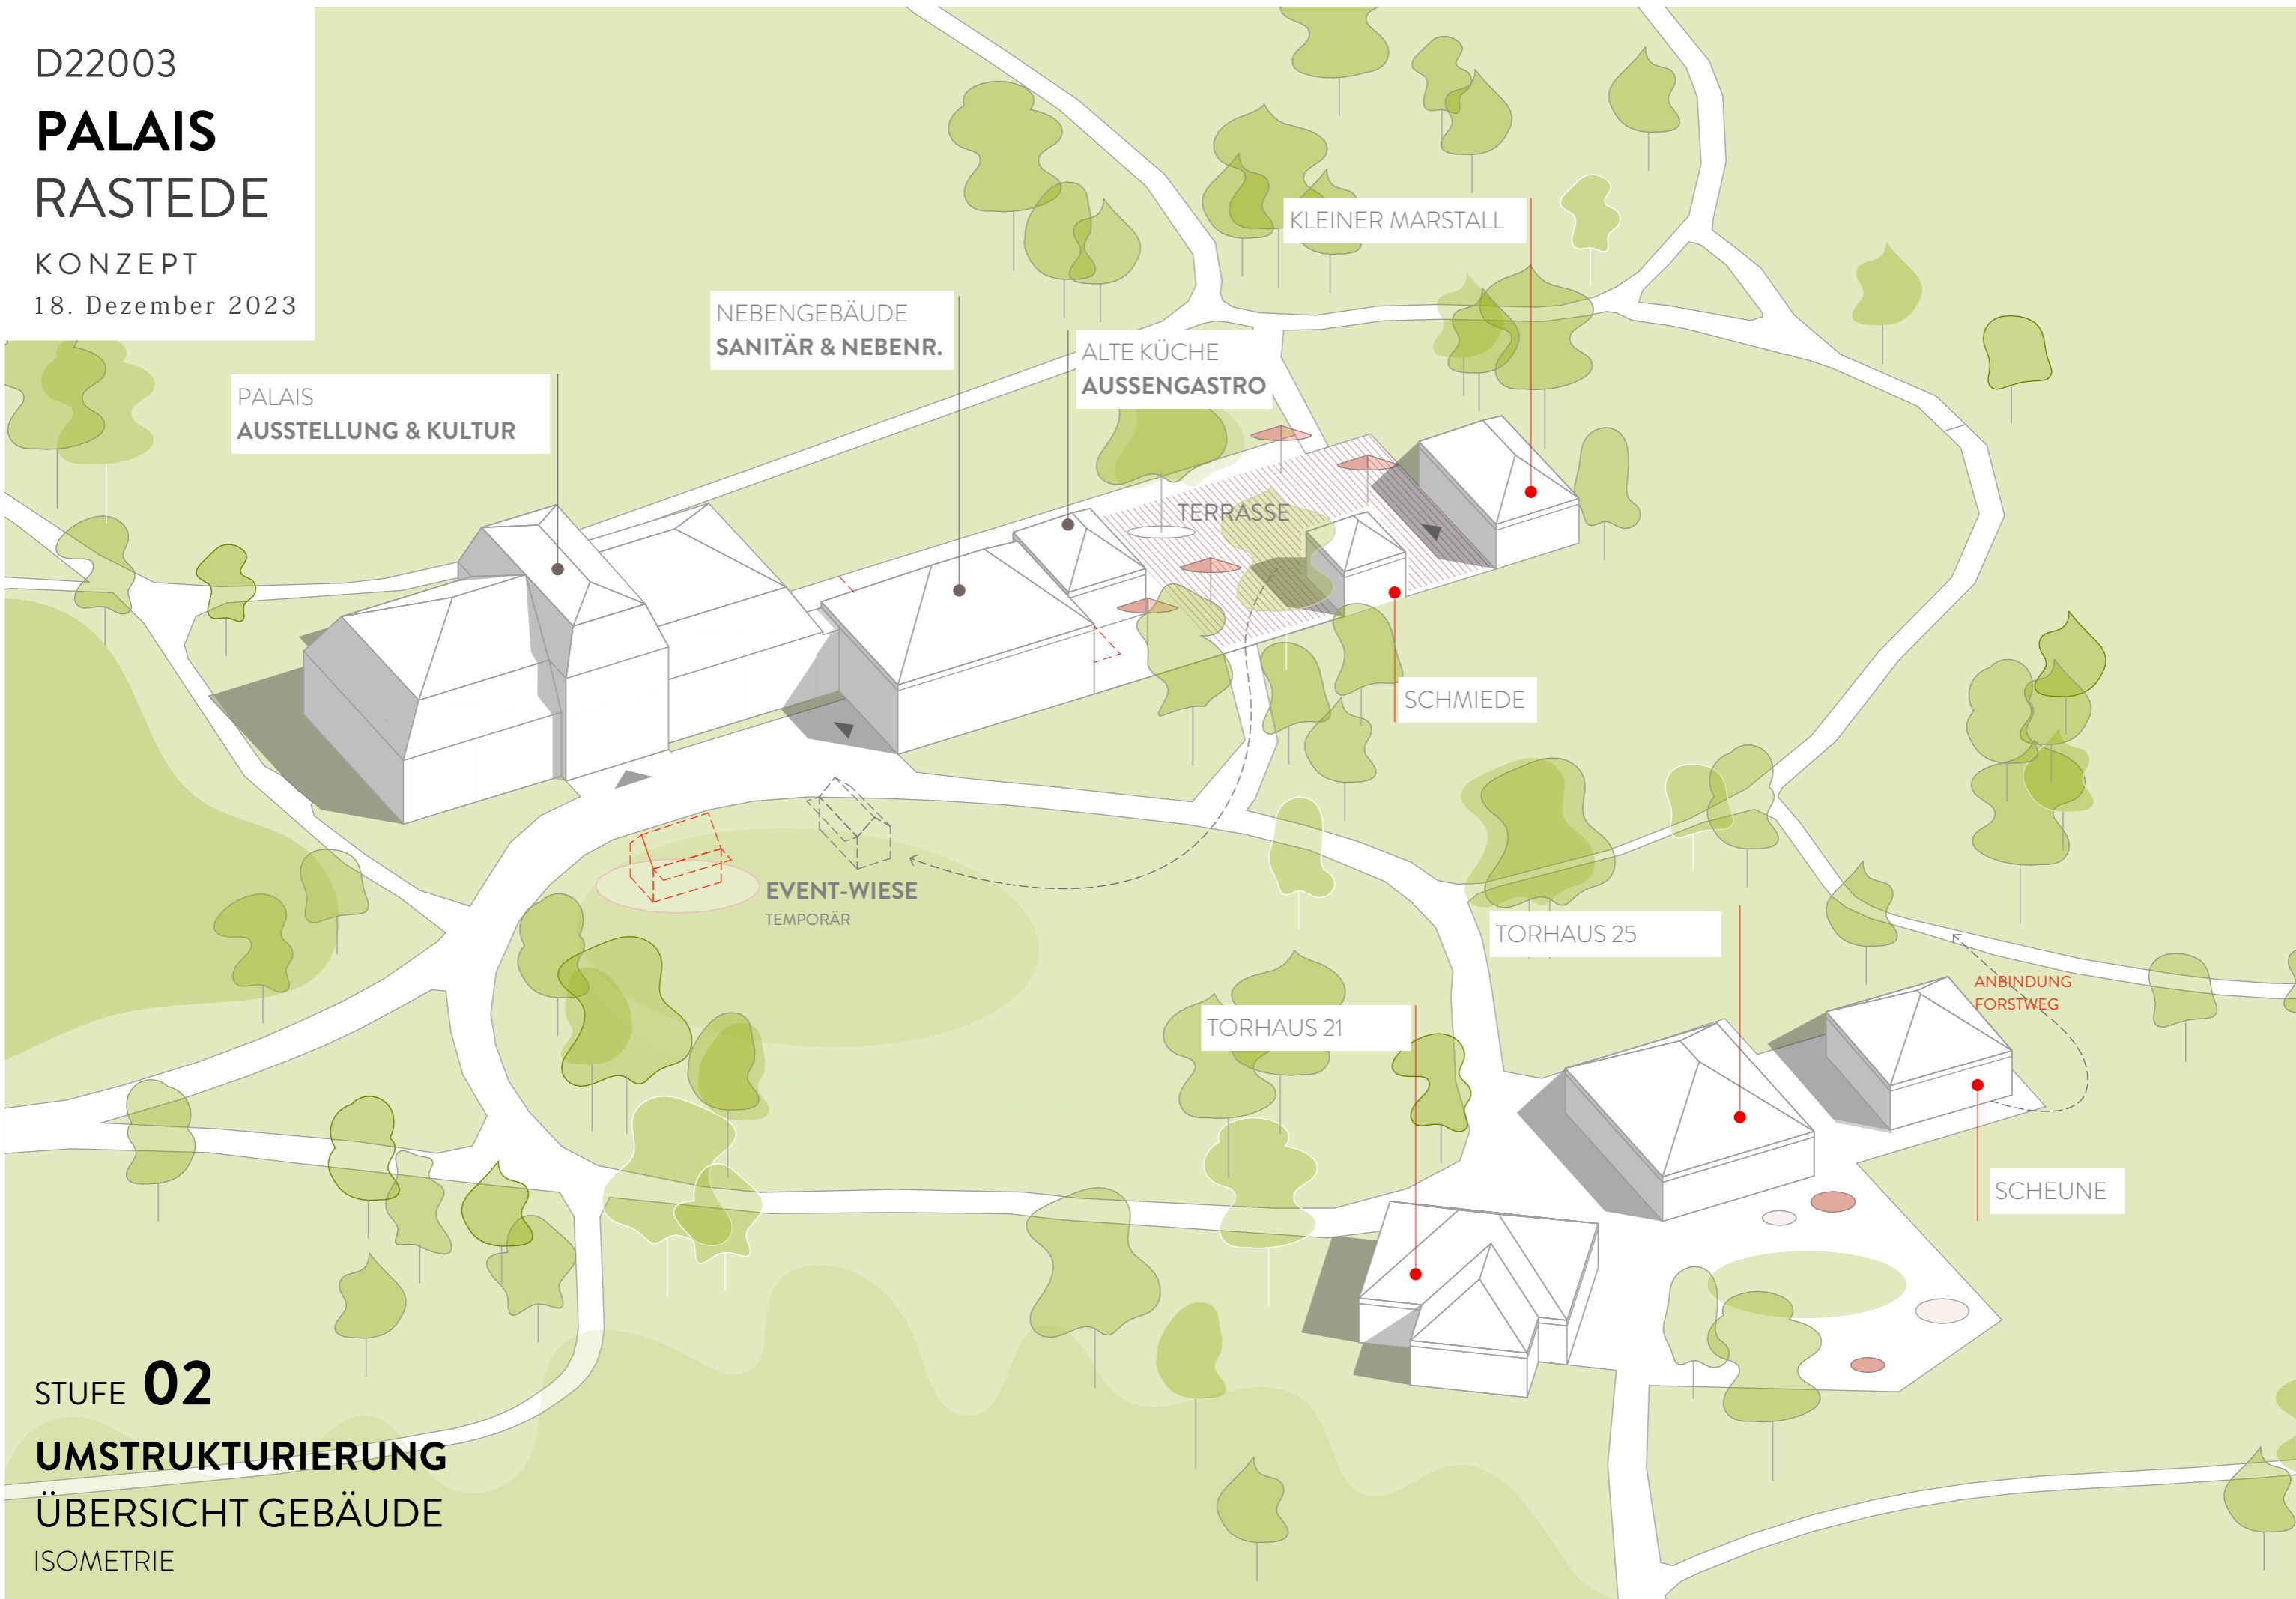 D22003
PALAIS
RASTEDE
KONZEPT
18. Dezember 2023
KLEINER MARSTALL
NEBENGEBÄUDE
SANITÄR & NEBENR.
ALTE KÜCHE
AUSSENGASTRO
PALAIS
AUSSTELLUNG & KULTUR
TERRASSE
SCHMIEDE
EVENT-WIESE
TEMPORÄR
TORHAUS 25
ANBINDUNG
FORSTWEG
TORHAUS 21
SCHEUNE
STUFE 02
UMSTRUKTURIERUNG
ÜBERSICHT GEBÄUDE
ISOMETRIE